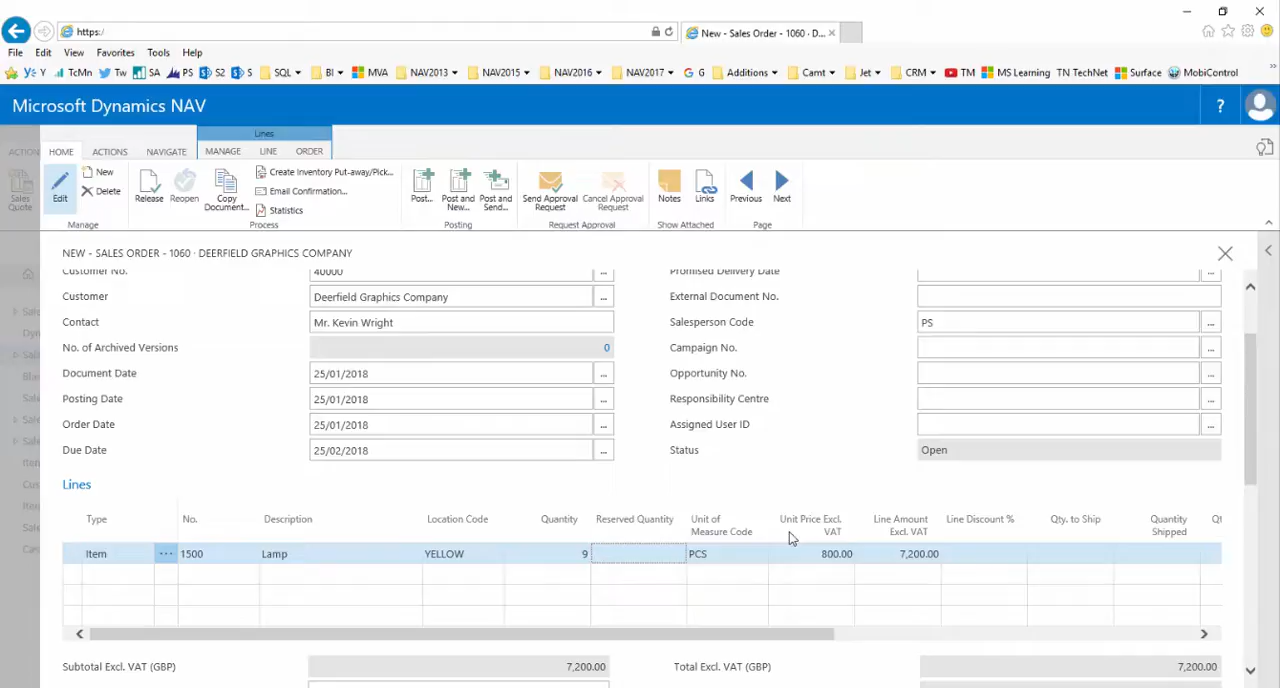 https:/
New - Sales Order - 1060 · D...
File Edit View Favorites Tools Help
Y TcMn Tw SA PS S2 S SQL BI MVA NAV2013 NAV2015 NAV2016 NAV2017 G Additions Camt Jet CRM TM MS Learning TN TechNet Surface MobiControl
Microsoft Dynamics NAV
?
Lines
HOME ACTIONS NAVIGATE MANAGE LINE ORDER
Sales Quote
Edit
New
Delete
Manage
Release
Reopen
Copy Document...
Create Inventory Put-away/Pick...
Email Confirmation...
Statistics
Process
Post...
Post and New...
Post and Send...
Posting
Send Approval Request
Cancel Approval Request
Request Approval
Notes
Links
Show Attached
Previous
Next
Page
NEW - SALES ORDER - 1060 · DEERFIELD GRAPHICS COMPANY
Customer No. 40000 ...
Promised Delivery Date ...
Customer Deerfield Graphics Company ...
External Document No.
Contact Mr. Kevin Wright
Salesperson Code PS ...
No. of Archived Versions 0
Campaign No. ...
Document Date 25/01/2018 ...
Opportunity No. ...
Posting Date 25/01/2018 ...
Responsibility Centre ...
Order Date 25/01/2018 ...
Assigned User ID ...
Due Date 25/02/2018 ...
Status Open
Lines
Type No. Description Location Code Quantity Reserved Quantity Unit of Measure Code Unit Price Excl. VAT Line Amount Excl. VAT Line Discount % Qty. to Ship Quantity Shipped
Item ... 1500 Lamp YELLOW 9 PCS 800.00 7,200.00
Subtotal Excl. VAT (GBP) 7,200.00
Total Excl. VAT (GBP) 7,200.00